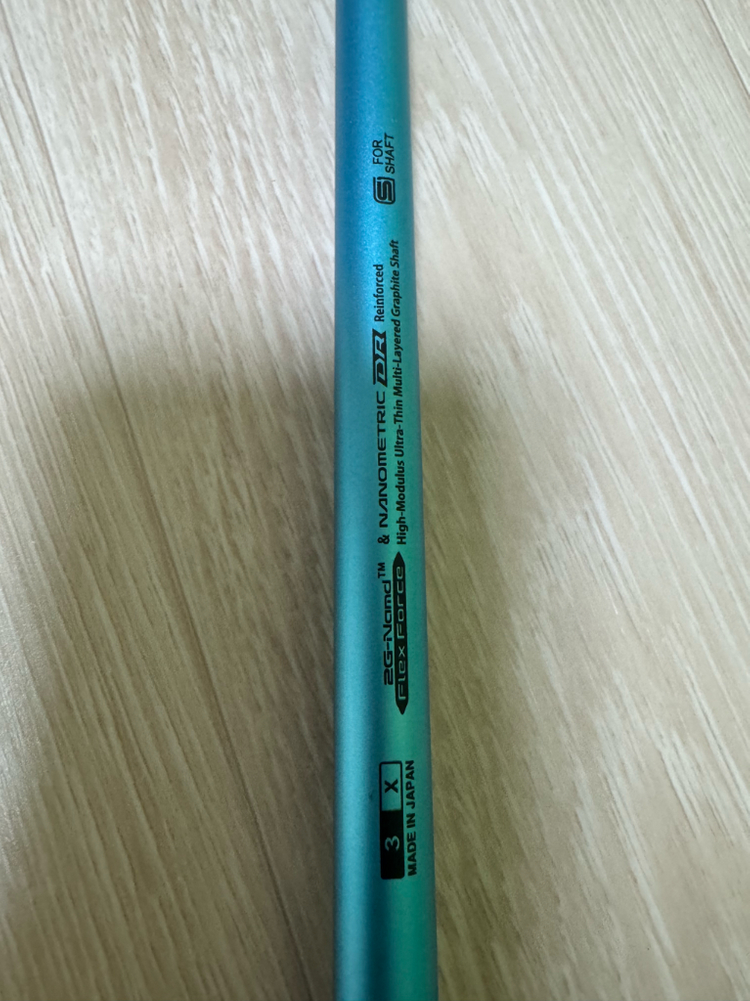 3 X
MADE IN JAPAN
2G-Namd™
Flex Force
& NANOMETRIC DR Reinforced
High-Modulus Ultra-Thin Multi-Layered Graphite Shaft
S FOR
SHAFT